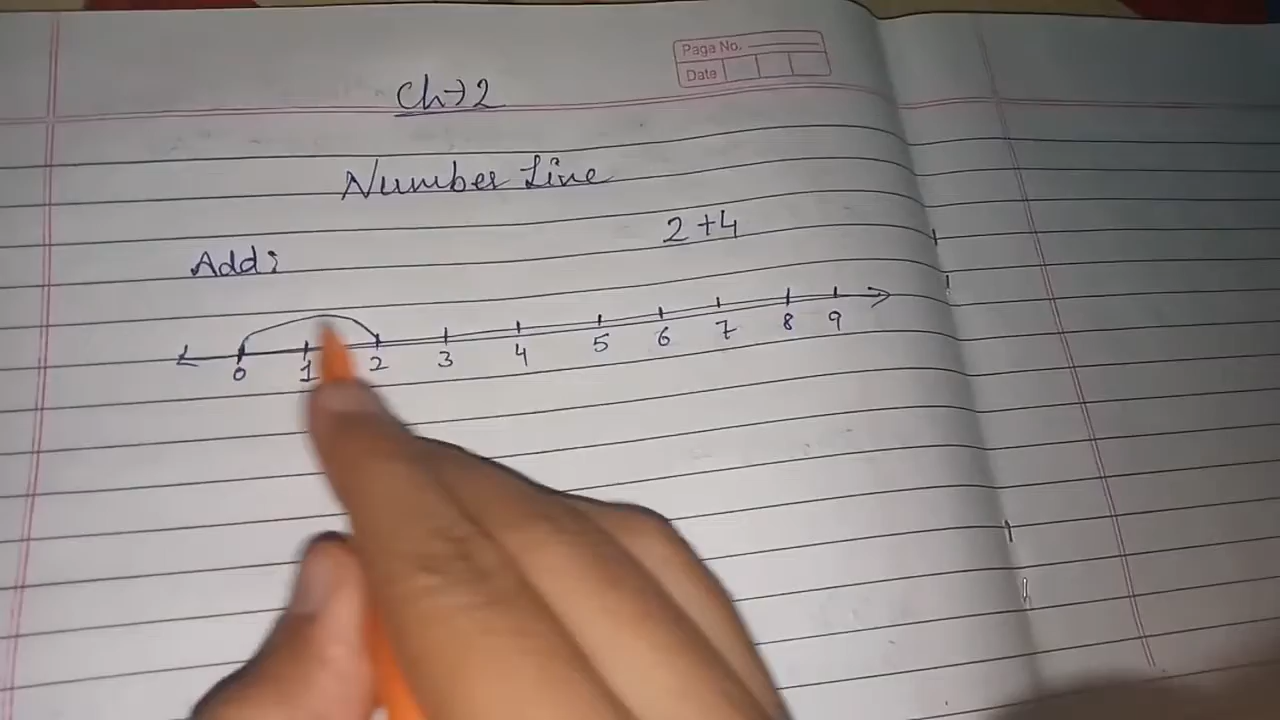 Page No.
Date
Ch→2
Number Line
2+4
Add:
0 1 2 3 4 5 6 7 8 9